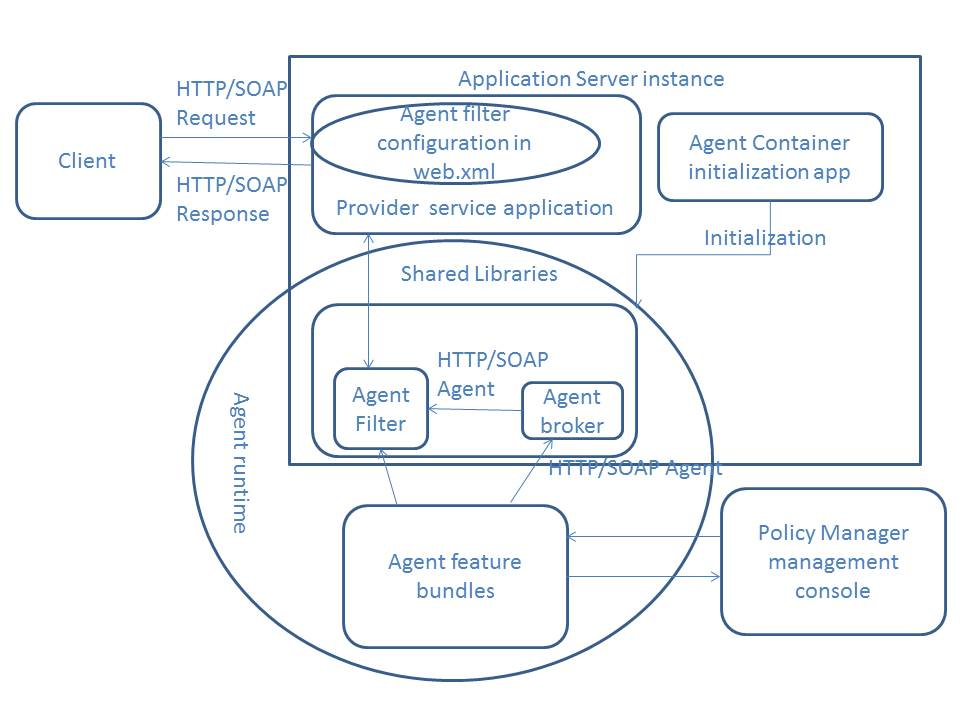 Application Server instance
HTTP/SOAP
Request
Agent filter
configuration in
web.xml
Provider service application
Agent Container
initialization app
Client
HTTP/SOAP
Response
Initialization
Shared Libraries
HTTP/SOAP
Agent
Agent
Filter
Agent
broker
Agent runtime
HTTP/SOAP Agent
Agent feature
bundles
Policy Manager
management
console